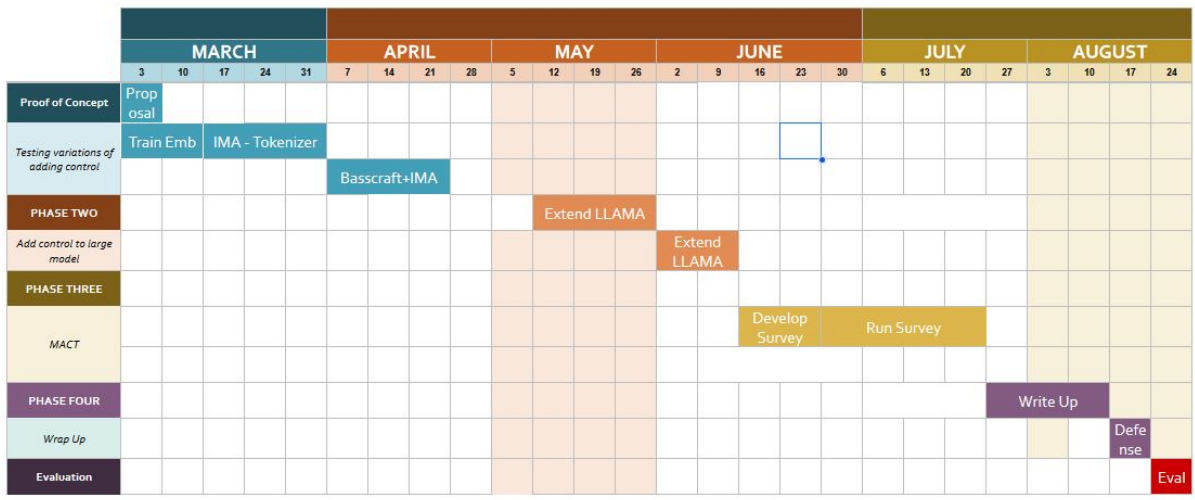 MARCH APRIL MAY JUNE JULY AUGUST
3 10 17 24 31 7 14 21 28 5 12 19 26 2 9 16 23 30 6 13 20 27 3 10 17 24
Proof of Concept
Prop
osal
Testing variations of
adding control
Train Emb
IMA - Tokenizer
Basscraft+IMA
PHASE TWO
Extend LLAMA
Add control to large
model
Extend
LLAMA
PHASE THREE
MACT
Develop
Survey
Run Survey
PHASE FOUR
Write Up
Wrap Up
Defe
nse
Evaluation
Eval